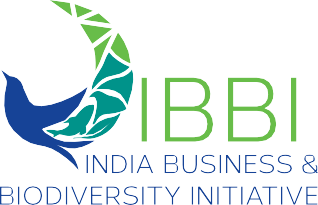 IBBI
INDIA BUSINESS &
BIODIVERSITY INITIATIVE